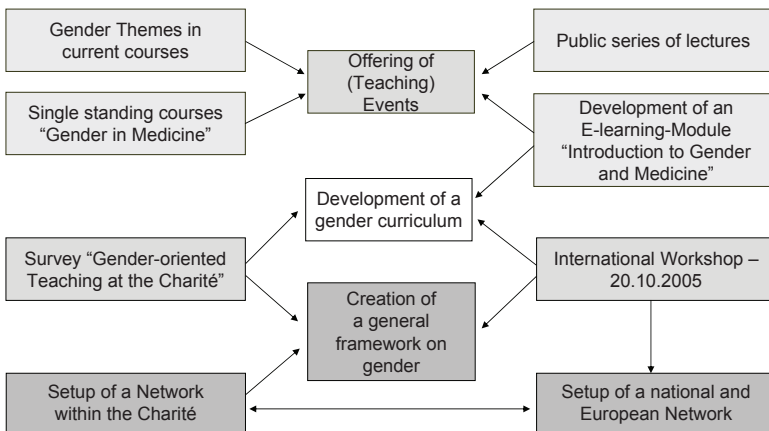 Gender Themes in
current courses
Offering of
(Teaching)
Events
Public series of lectures
Single standing courses
“Gender in Medicine”
Development of an
E-learning-Module
“Introduction to Gender
and Medicine”
Development of a
gender curriculum
Survey “Gender-oriented
Teaching at the Charité”
International Workshop –
20.10.2005
Creation of
a general
framework on
gender
Setup of a Network
within the Charité
Setup of a national and
European Network